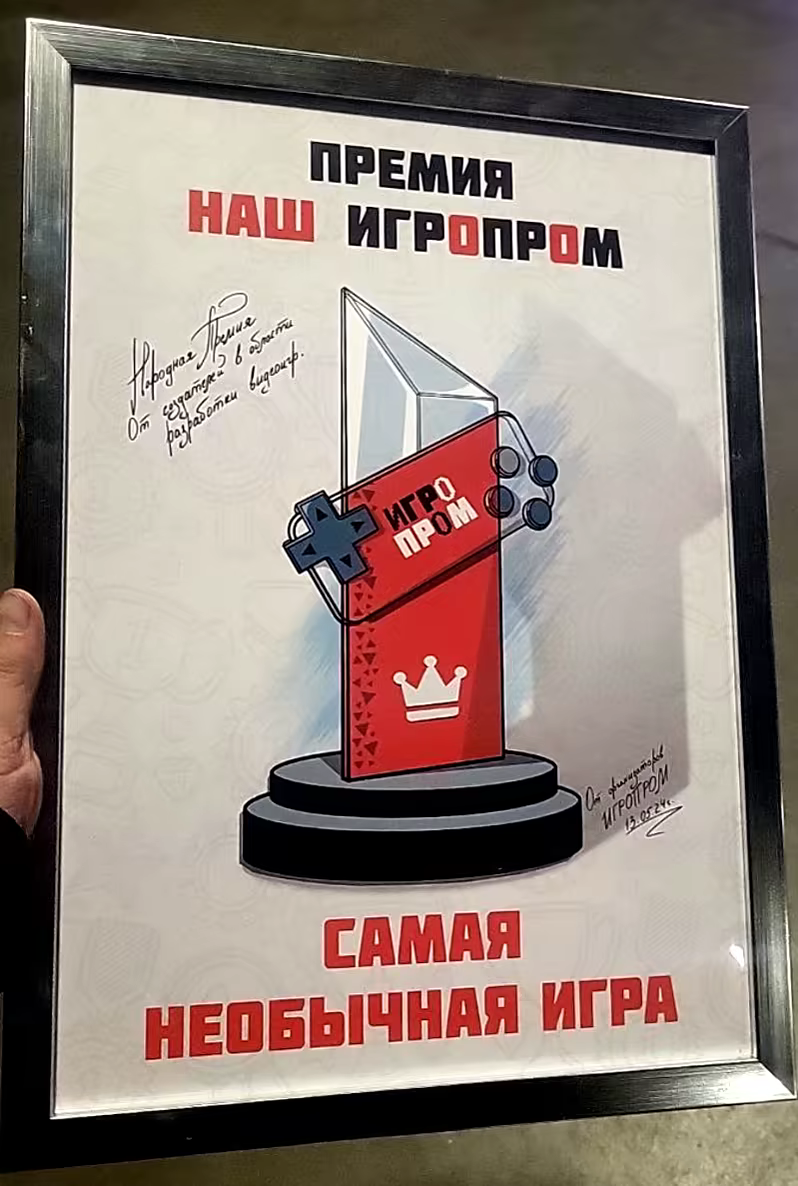 ПРЕМИЯ
НАШ ИГРОПРОМ
Народная Премия
От создателей в области
разработки видеоигр.
ИГРО
ПРОМ
От организаторов
ИГРОПРОМ
13.05.24г.
САМАЯ
НЕОБЫЧНАЯ ИГРА